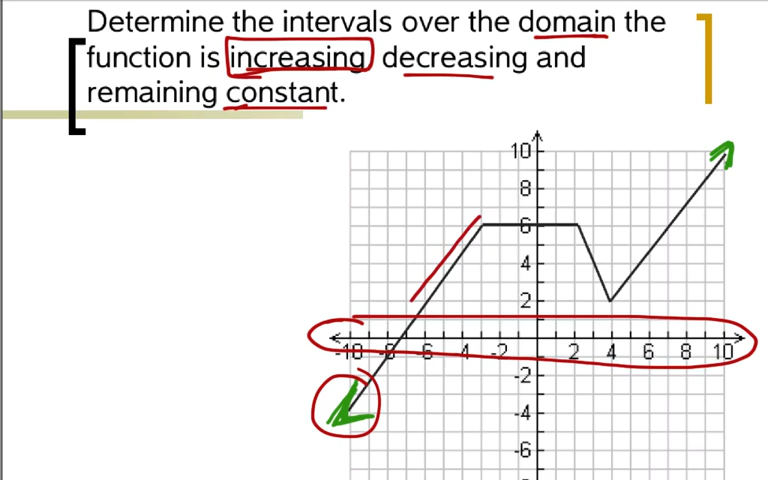 Determine the intervals over the domain the
function is increasing decreasing and
remaining constant.
10
8
6
4
2
-10 -8 -6 -4 -2 2 4 6 8 10
-2
-4
-6